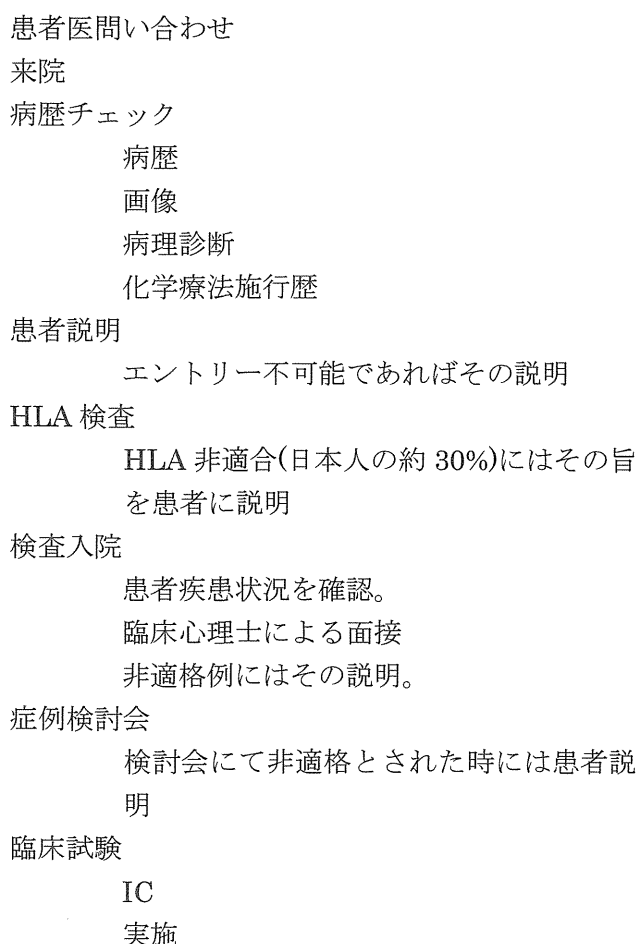 患者医問い合わせ
来院
病歴チェック
病歴
画像
病理診断
化学療法施行歴
患者説明
エントリー不可能であればその説明
HLA 検査
HLA 非適合(日本人の約 30%)にはその旨
を患者に説明
検査入院
患者疾患状況を確認。
臨床心理士による面接
非適格例にはその説明。
症例検討会
検討会にて非適格とされた時には患者説
明
臨床試験
IC
実施